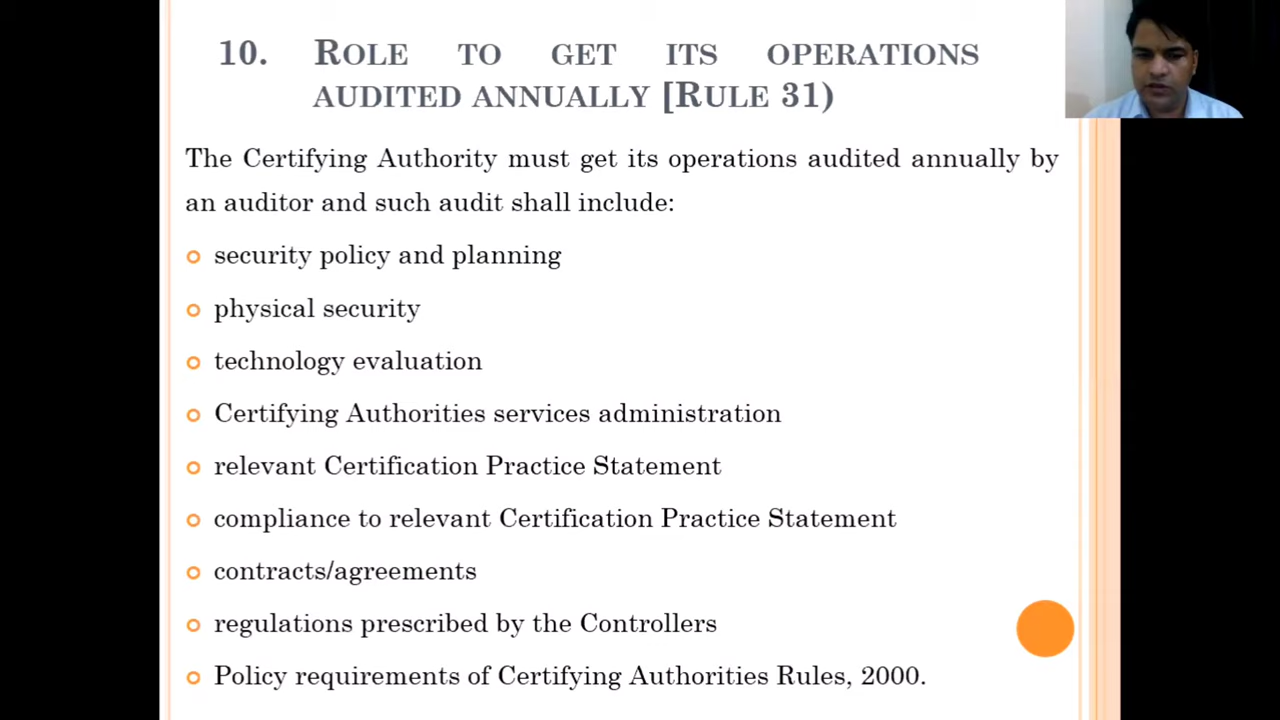 10. ROLE TO GET ITS OPERATIONS
AUDITED ANNUALLY [RULE 31)
The Certifying Authority must get its operations audited annually by
an auditor and such audit shall include:
security policy and planning
physical security
technology evaluation
Certifying Authorities services administration
relevant Certification Practice Statement
compliance to relevant Certification Practice Statement
contracts/agreements
regulations prescribed by the Controllers
Policy requirements of Certifying Authorities Rules, 2000.